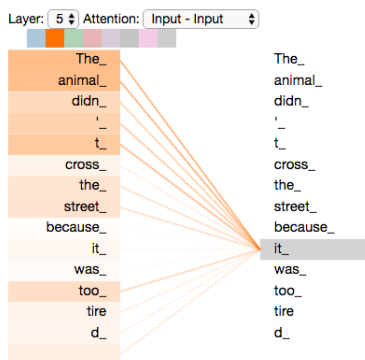 Layer: 5 Attention: Input - Input
The_ The_
animal_ animal_
didn_ didn_
'_ '_
t_ t_
cross_ cross_
the_ the_
street_ street_
because_ because_
it_ it_
was_ was_
too_ too_
tire tire
d_ d_